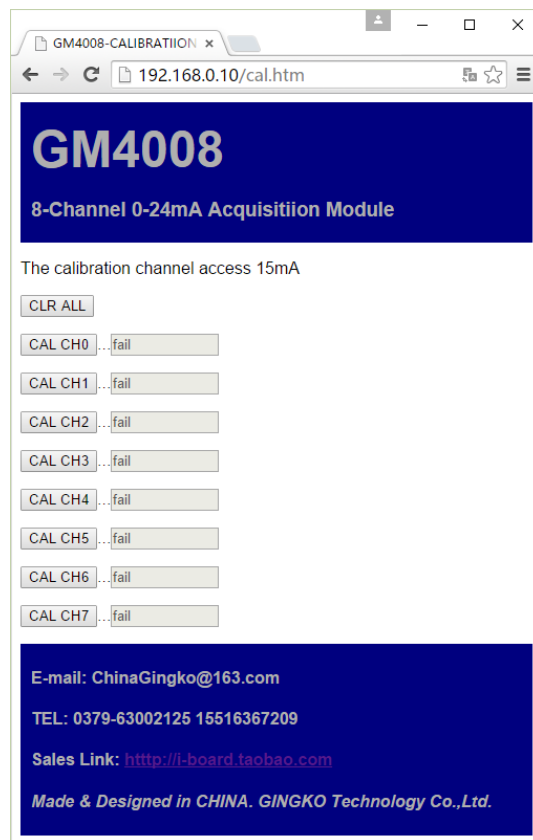 GM4008-CALIBRATIION
192.168.0.10/cal.htm
GM4008
8-Channel 0-24mA Acquisitiion Module
The calibration channel access 15mA
CLR ALL
CAL CH0...fail
CAL CH1...fail
CAL CH2...fail
CAL CH3...fail
CAL CH4...fail
CAL CH5...fail
CAL CH6...fail
CAL CH7...fail
E-mail: ChinaGingko@163.com
TEL: 0379-63002125 15516367209
Sales Link: htttp://i-board.taobao.com
Made & Designed in CHINA. GINGKO Technology Co.,Ltd.